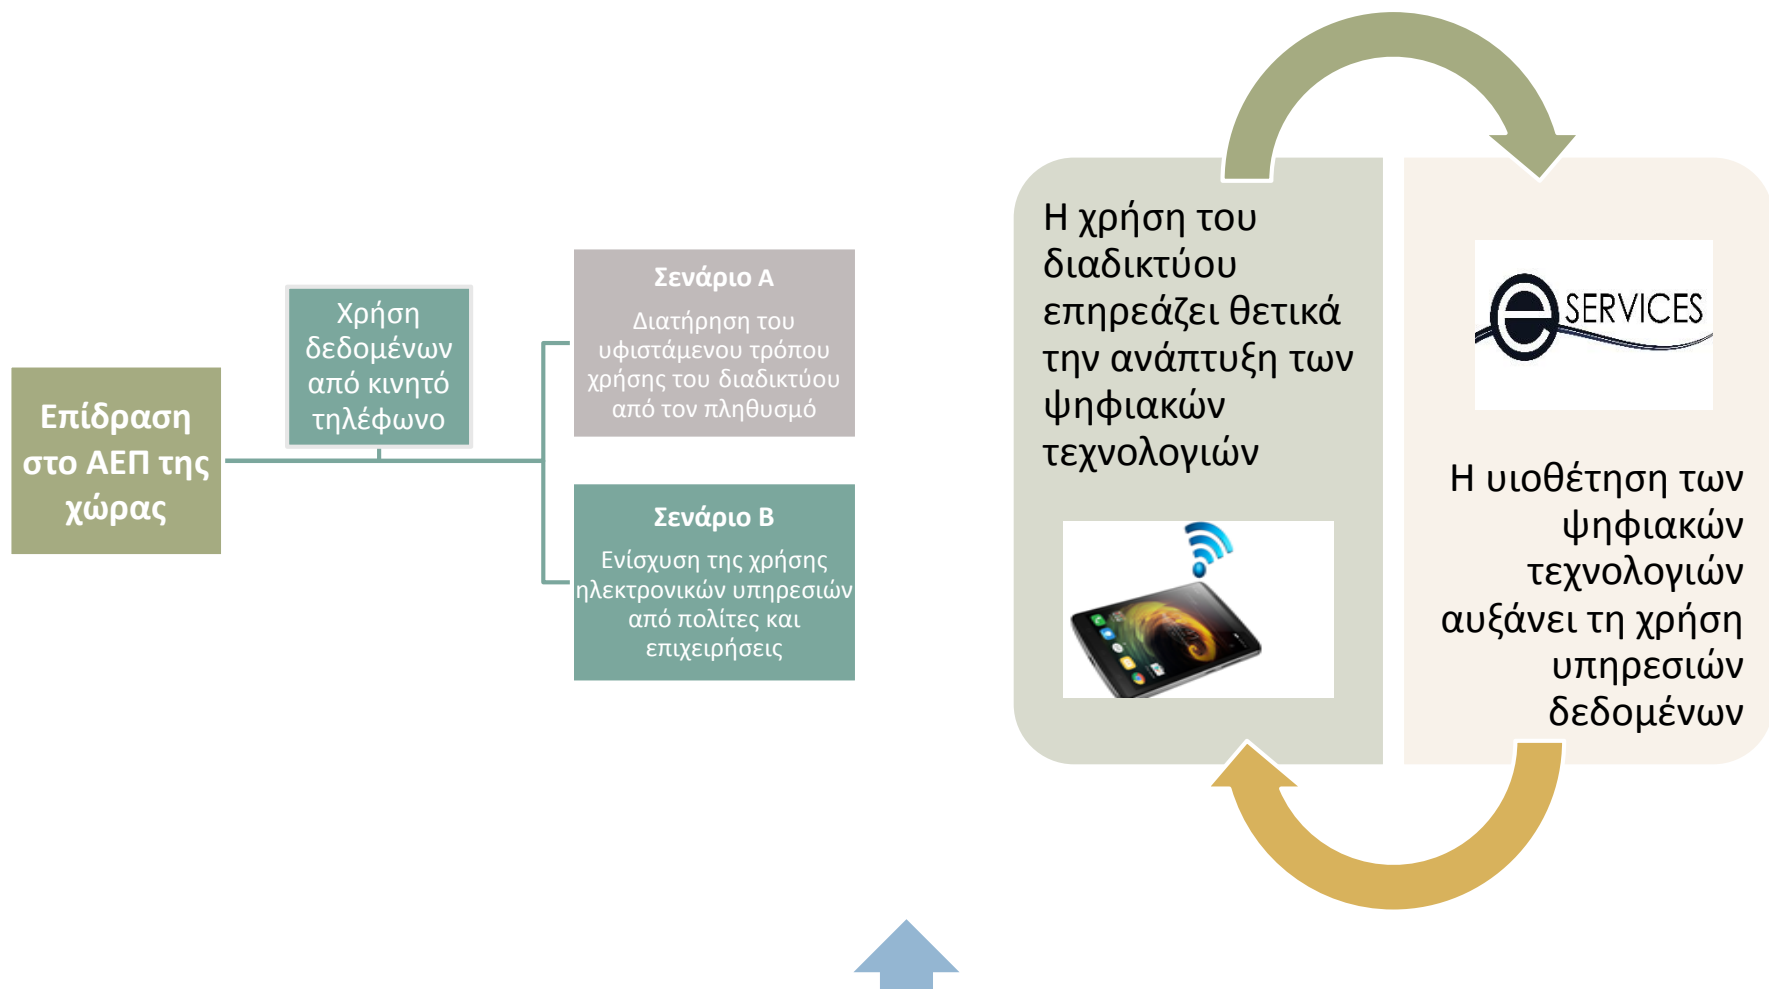 Επίδραση
στο ΑΕΠ της
χώρας
Χρήση
δεδομένων
από κινητό
τηλέφωνο
Σενάριο Α
Διατήρηση του
υφιστάμενου τρόπου
χρήσης του διαδικτύου
από τον πληθυσμό
Σενάριο Β
Ενίσχυση της χρήσης
ηλεκτρονικών υπηρεσιών
από πολίτες και
επιχειρήσεις
Η χρήση του
διαδικτύου
επηρεάζει θετικά
την ανάπτυξη των
ψηφιακών
τεχνολογιών
e SERVICES
Η υιοθέτηση των
ψηφιακών
τεχνολογιών
αυξάνει τη χρήση
υπηρεσιών
δεδομένων